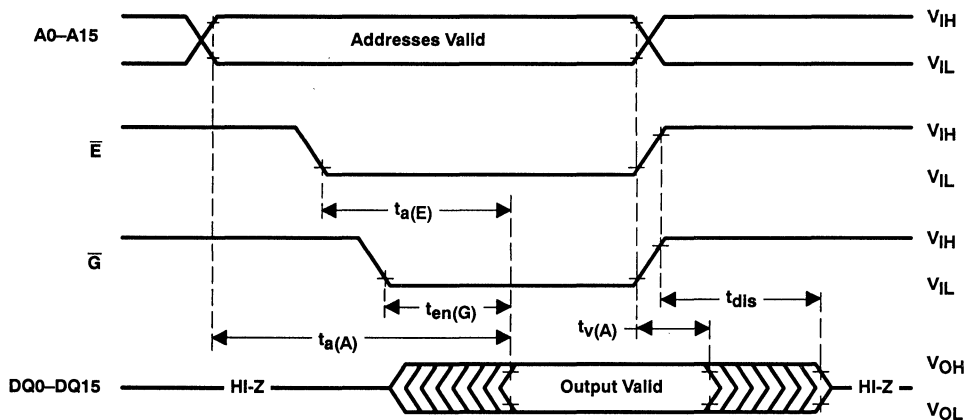 A0–A15 Addresses Valid VIH
VIL
E VIH
VIL
ta(E)
G VIH
VIL
ten(G) tv(A) tdis
ta(A)
VOH
DQ0–DQ15 HI-Z Output Valid HI-Z
VOL